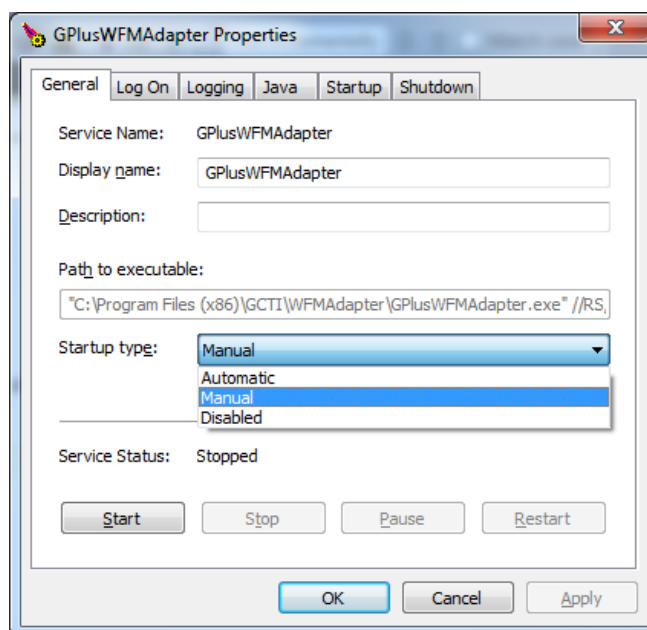 GPlusWFMAdapter Properties
General Log On Logging Java Startup Shutdown
Service Name: GPlusWFMAdapter
Display name: GPlusWFMAdapter
Description:
Path to executable:
"C:\Program Files (x86)\GCTI\WFMAdapter\GPlusWFMAdapter.exe" //RS,
Startup type: Manual
Automatic
Manual
Disabled
Service Status: Stopped
Start Stop Pause Restart
OK Cancel Apply